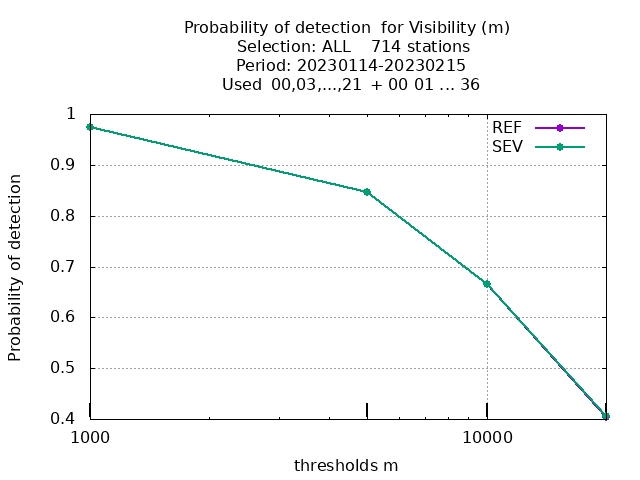 Probability of detection  for Visibility (m)
Selection: ALL    714 stations
Period: 20230114-20230215
Used  00,03,...,21  + 00 01 ... 36
REF
SEV
1
0.9
0.8
0.7
0.6
0.5
0.4
Probability of detection
1000
10000
thresholds m